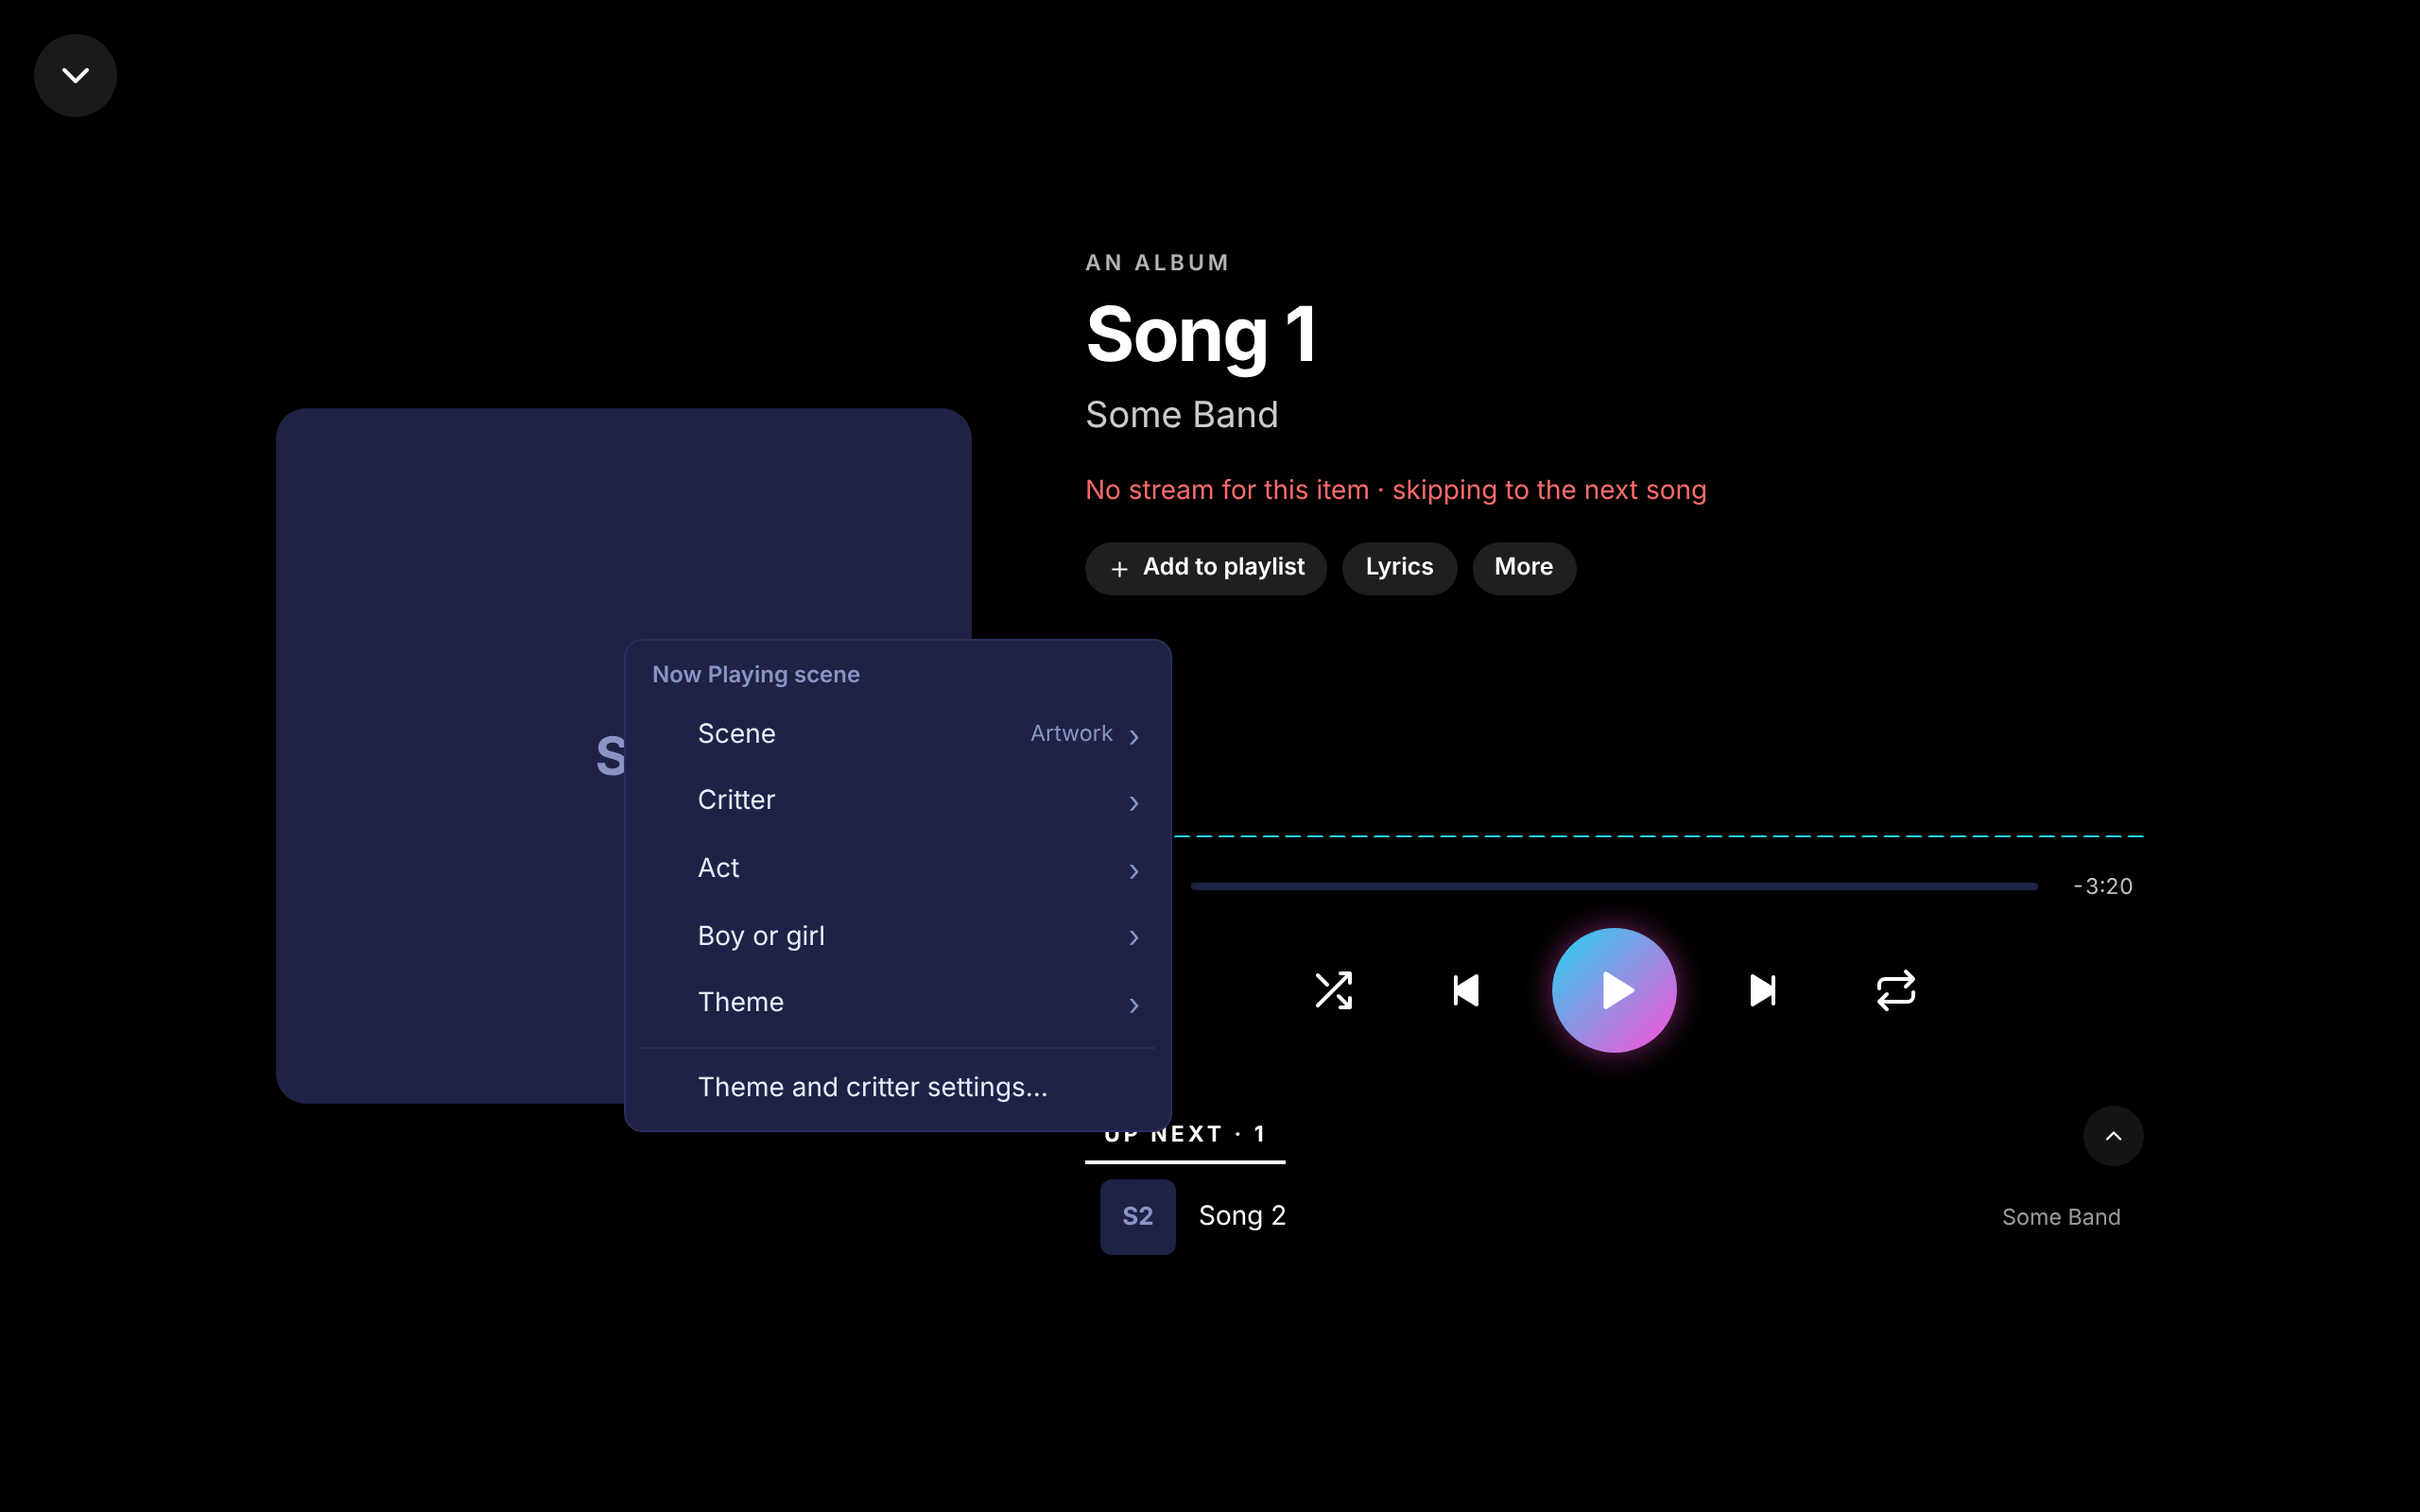 AN ALBUM
Song 1
Some Band
No stream for this item · skipping to the next song
+ Add to playlist
Lyrics
More
Now Playing scene
Scene
Artwork
Critter
Act
Boy or girl
Theme
Theme and critter settings...
-3:20
UP NEXT · 1
S2
Song 2
Some Band